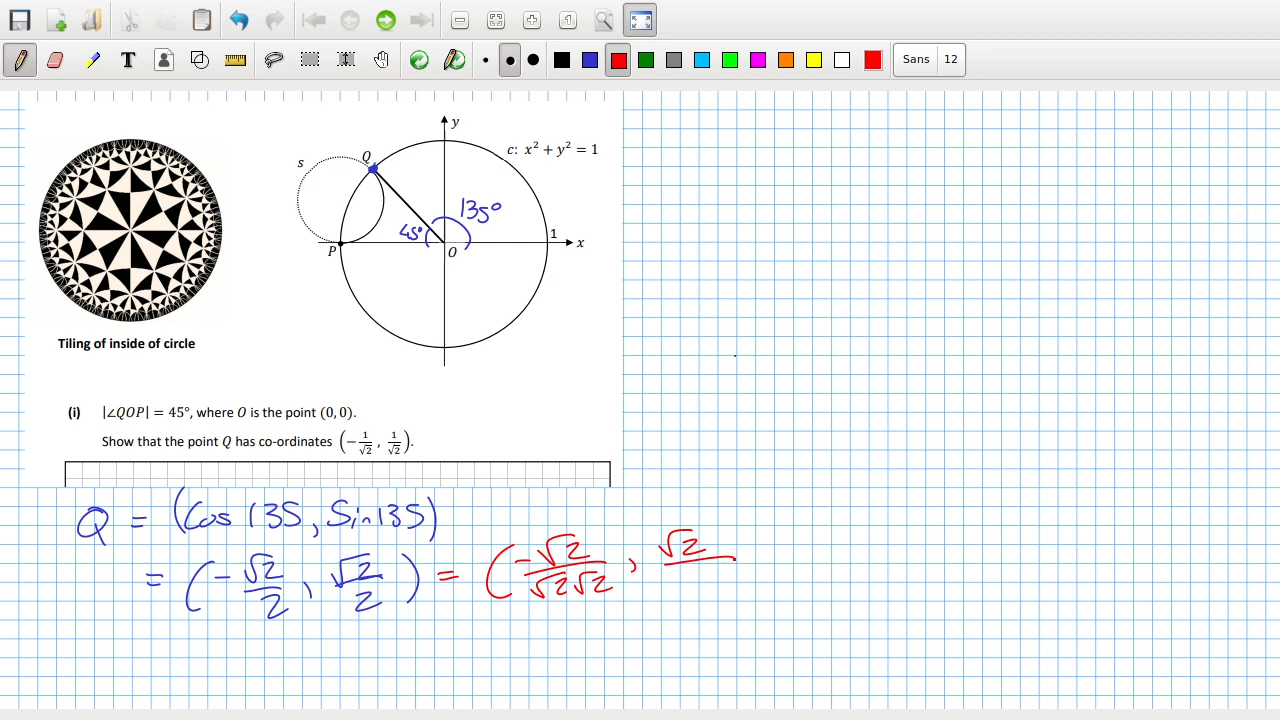 Sans 12
y
s
Q
c: x² + y² = 1
135°
45°
1
x
P
O
Tiling of inside of circle
(i) |∠QOP| = 45°, where O is the point (0, 0).
Show that the point Q has co-ordinates (−1/√2 , 1/√2).
Q = (Cos 135, Sin 135)
= (-√2/2, √2/2) = (-√2/√2√2, √2/